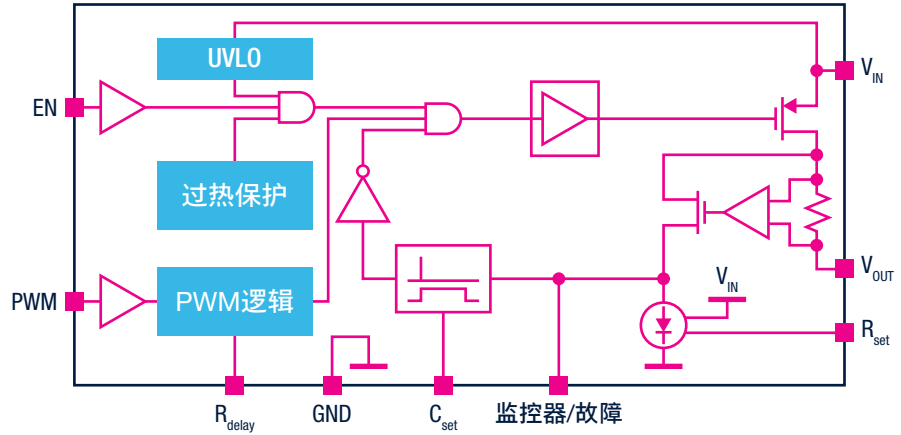 UVLO
V_IN
EN
过热保护
PWM
PWM逻辑
V_IN
V_OUT
R_set
R_delay
GND
C_set
监控器/故障